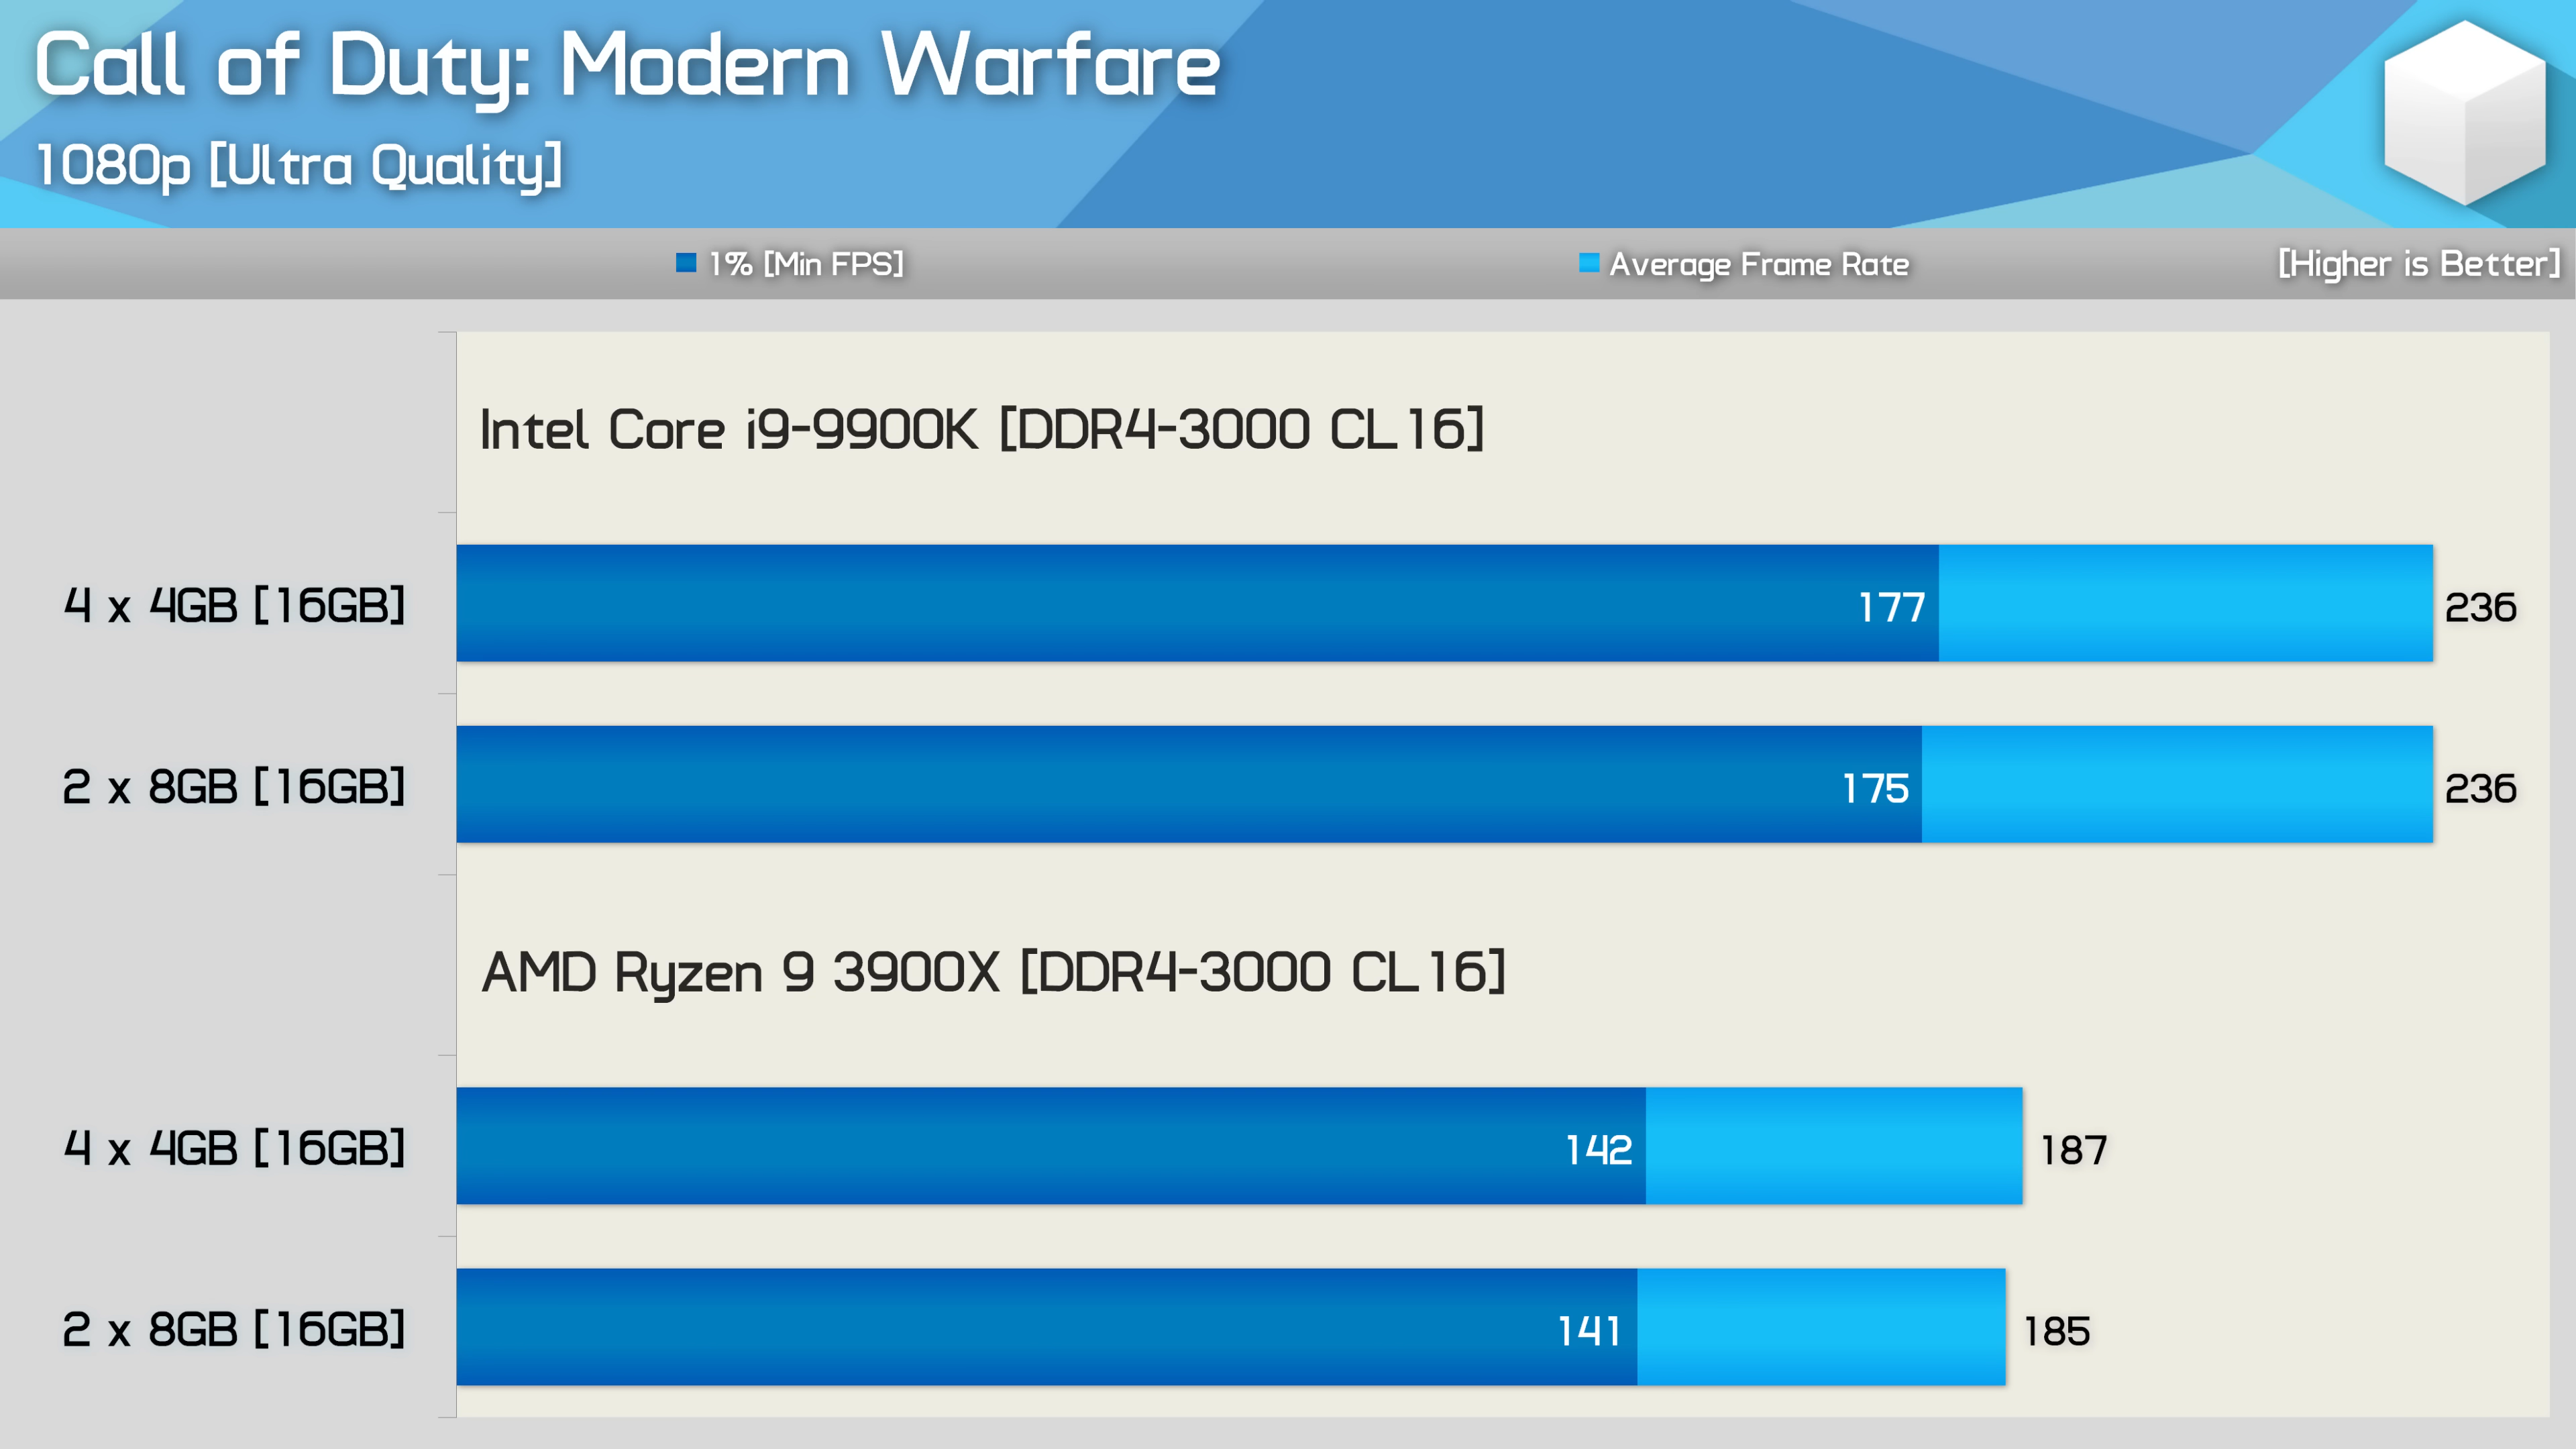 Call of Duty: Modern Warfare
1080p [Ultra Quality]
1% [Min FPS] Average Frame Rate [Higher is Better]
Intel Core i9-9900K [DDR4-3000 CL16]
4 x 4GB [16GB] 177 236
2 x 8GB [16GB] 175 236
AMD Ryzen 9 3900X [DDR4-3000 CL16]
4 x 4GB [16GB] 142 187
2 x 8GB [16GB] 141 185